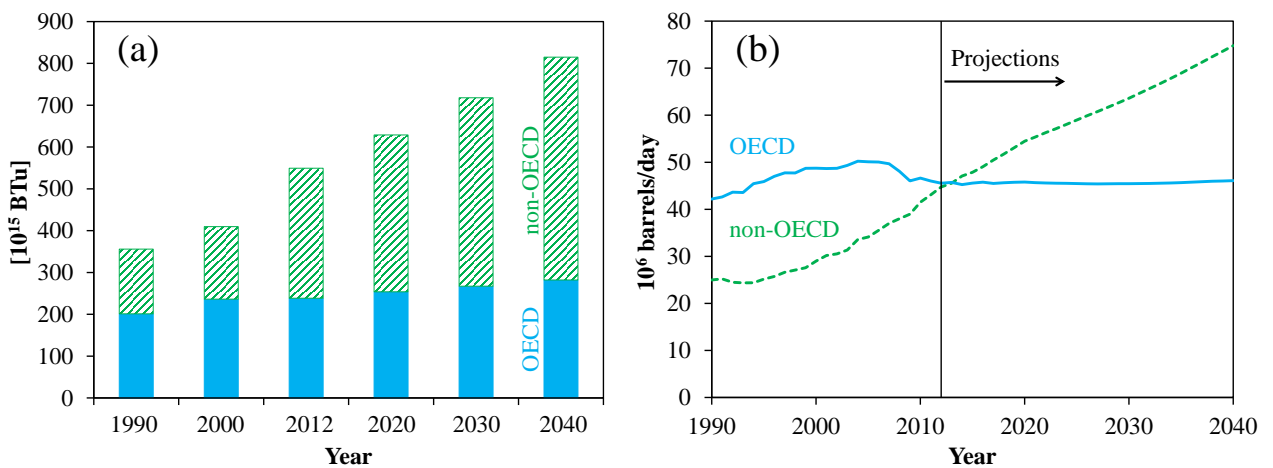 (a)
900
800
700
600
500
400
300
200
100
0
[10¹⁵ BTu]
non-OECD
OECD
1990 2000 2012 2020 2030 2040
Year
(b)
Projections
OECD
non-OECD
80
70
60
50
40
30
20
10
0
10⁶ barrels/day
1990 2000 2010 2020 2030 2040
Year